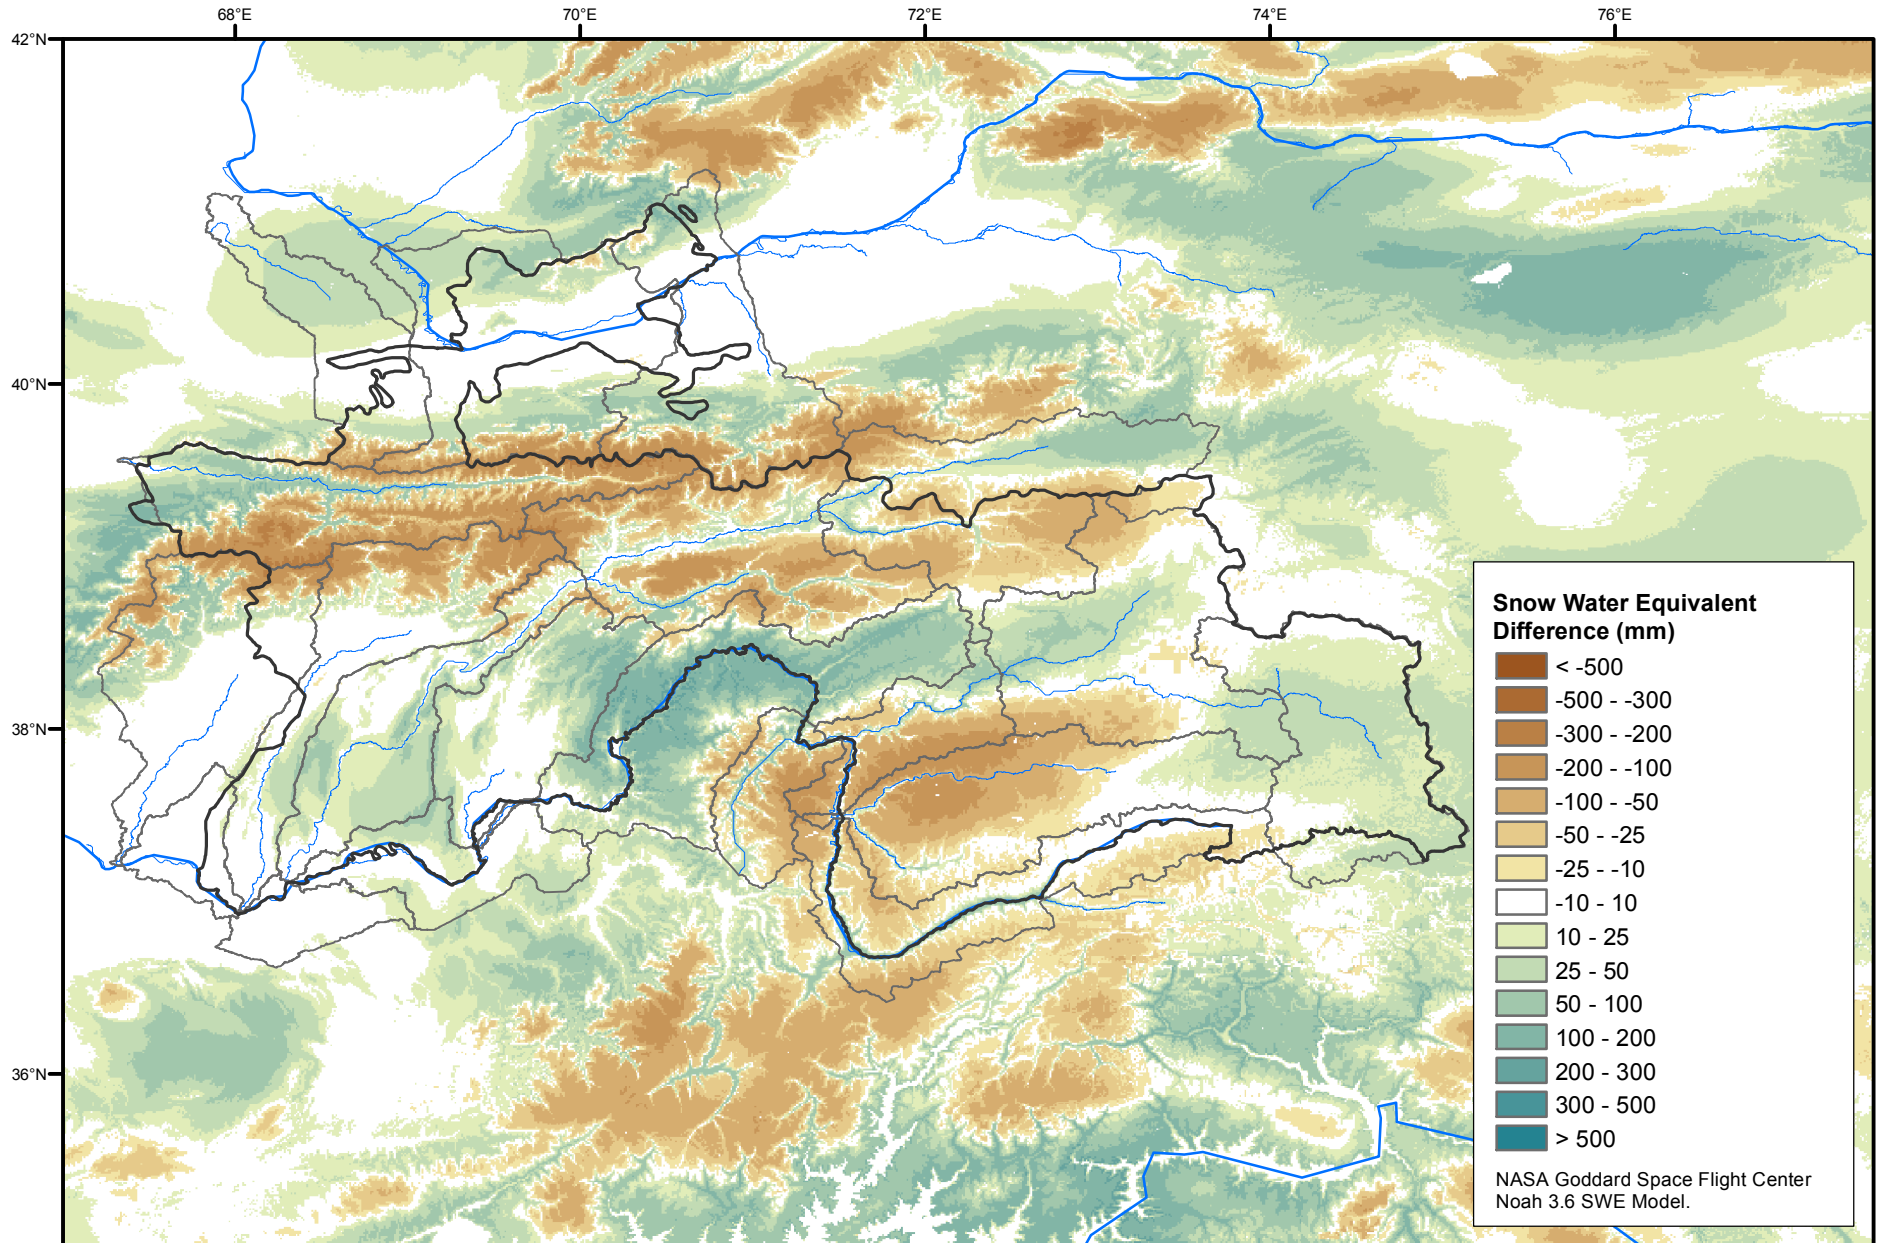 68°E 70°E 72°E 74°E 76°E
42°N
40°N
38°N
36°N
Snow Water Equivalent
Difference (mm)
< -500
-500 - -300
-300 - -200
-200 - -100
-100 - -50
-50 - -25
-25 - -10
-10 - 10
10 - 25
25 - 50
50 - 100
100 - 200
200 - 300
300 - 500
> 500
NASA Goddard Space Flight Center
Noah 3.6 SWE Model.